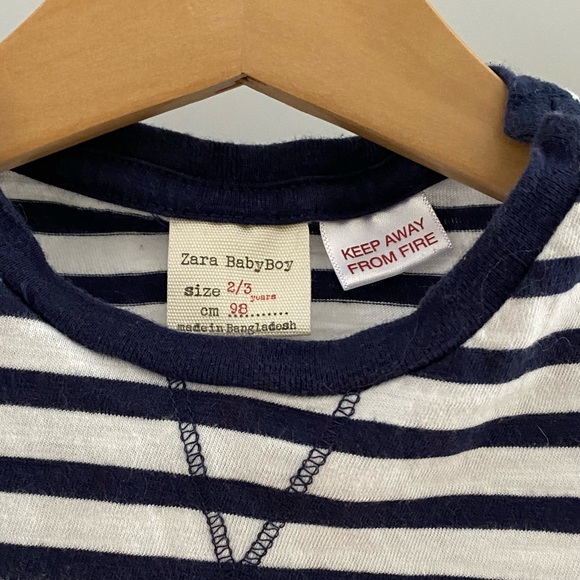 Zara BabyBoy
size 2/3 years
cm 98...........
made in Bangladesh
KEEP AWAY
FROM FIRE